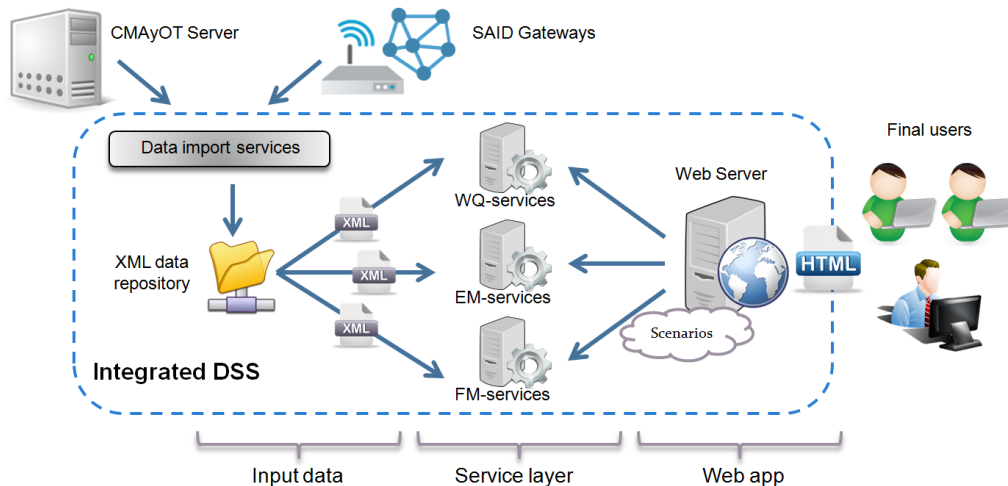 CMAyOT Server
SAID Gateways
Data import services
Final users
XML
WQ-services
Web Server
XML data
repository
XML
EM-services
HTML
XML
Scenarios
Integrated DSS
FM-services
Input data
Service layer
Web app